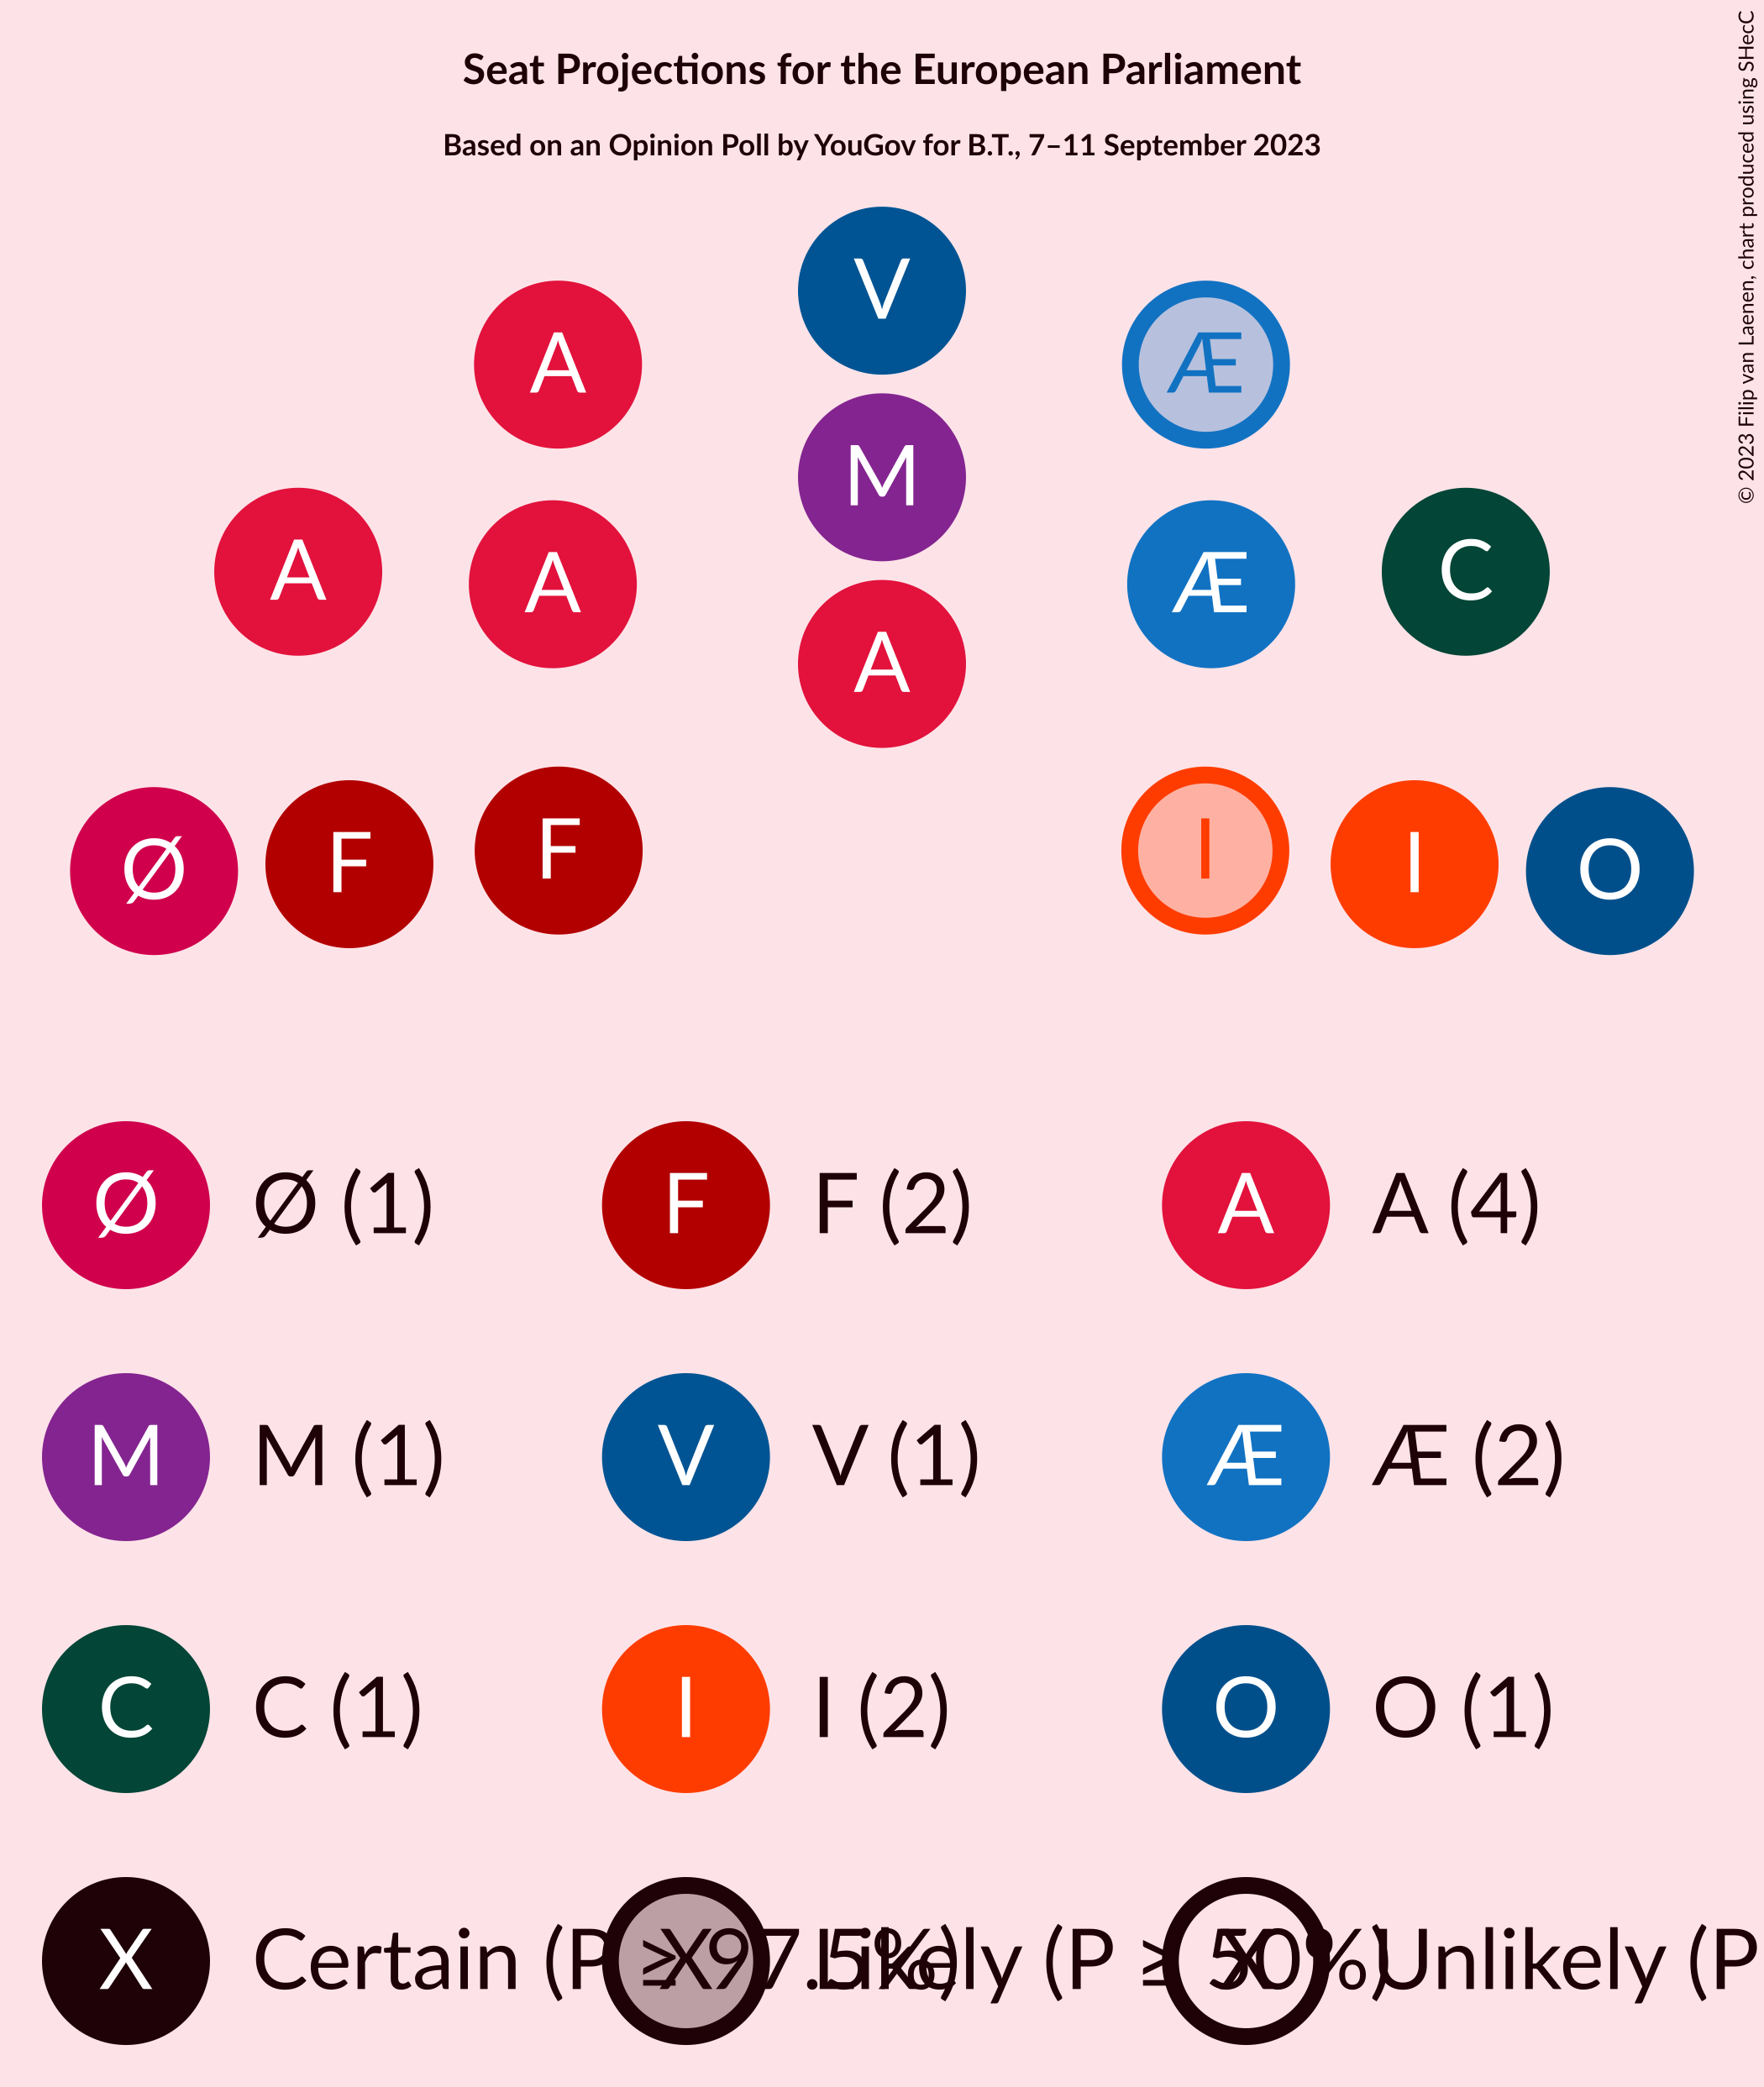 Seat Projections for the European Parliament
Based on an Opinion Poll by YouGov for B.T., 7–11 September 2023
© 2023 Filip van Laenen, chart produced using SHecC
V
A Æ
M
A A Æ C
A
Ø F F I I O
Ø Ø (1) F F (2) A A (4)
M M (1) V V (1) Æ Æ (2)
C C (1) I I (2) O O (1)
X Certain (P ≥ 97.5%) X Likely (P ≥ 50%) X Unlikely (P